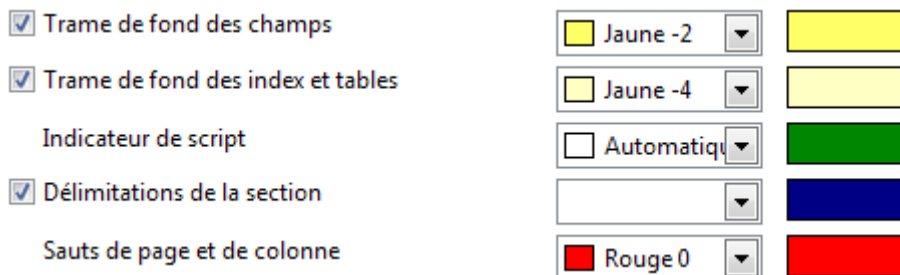 Trame de fond des champs Jaune -2
Trame de fond des index et tables Jaune -4
Indicateur de script Automatiqu
Délimitations de la section
Sauts de page et de colonne Rouge 0